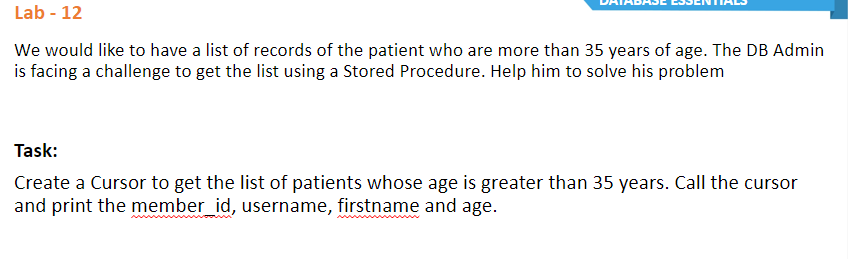 DATABASE ESSENTIALS
Lab - 12
We would like to have a list of records of the patient who are more than 35 years of age. The DB Admin
is facing a challenge to get the list using a Stored Procedure. Help him to solve his problem
Task:
Create a Cursor to get the list of patients whose age is greater than 35 years. Call the cursor
and print the member_id, username, firstname and age.